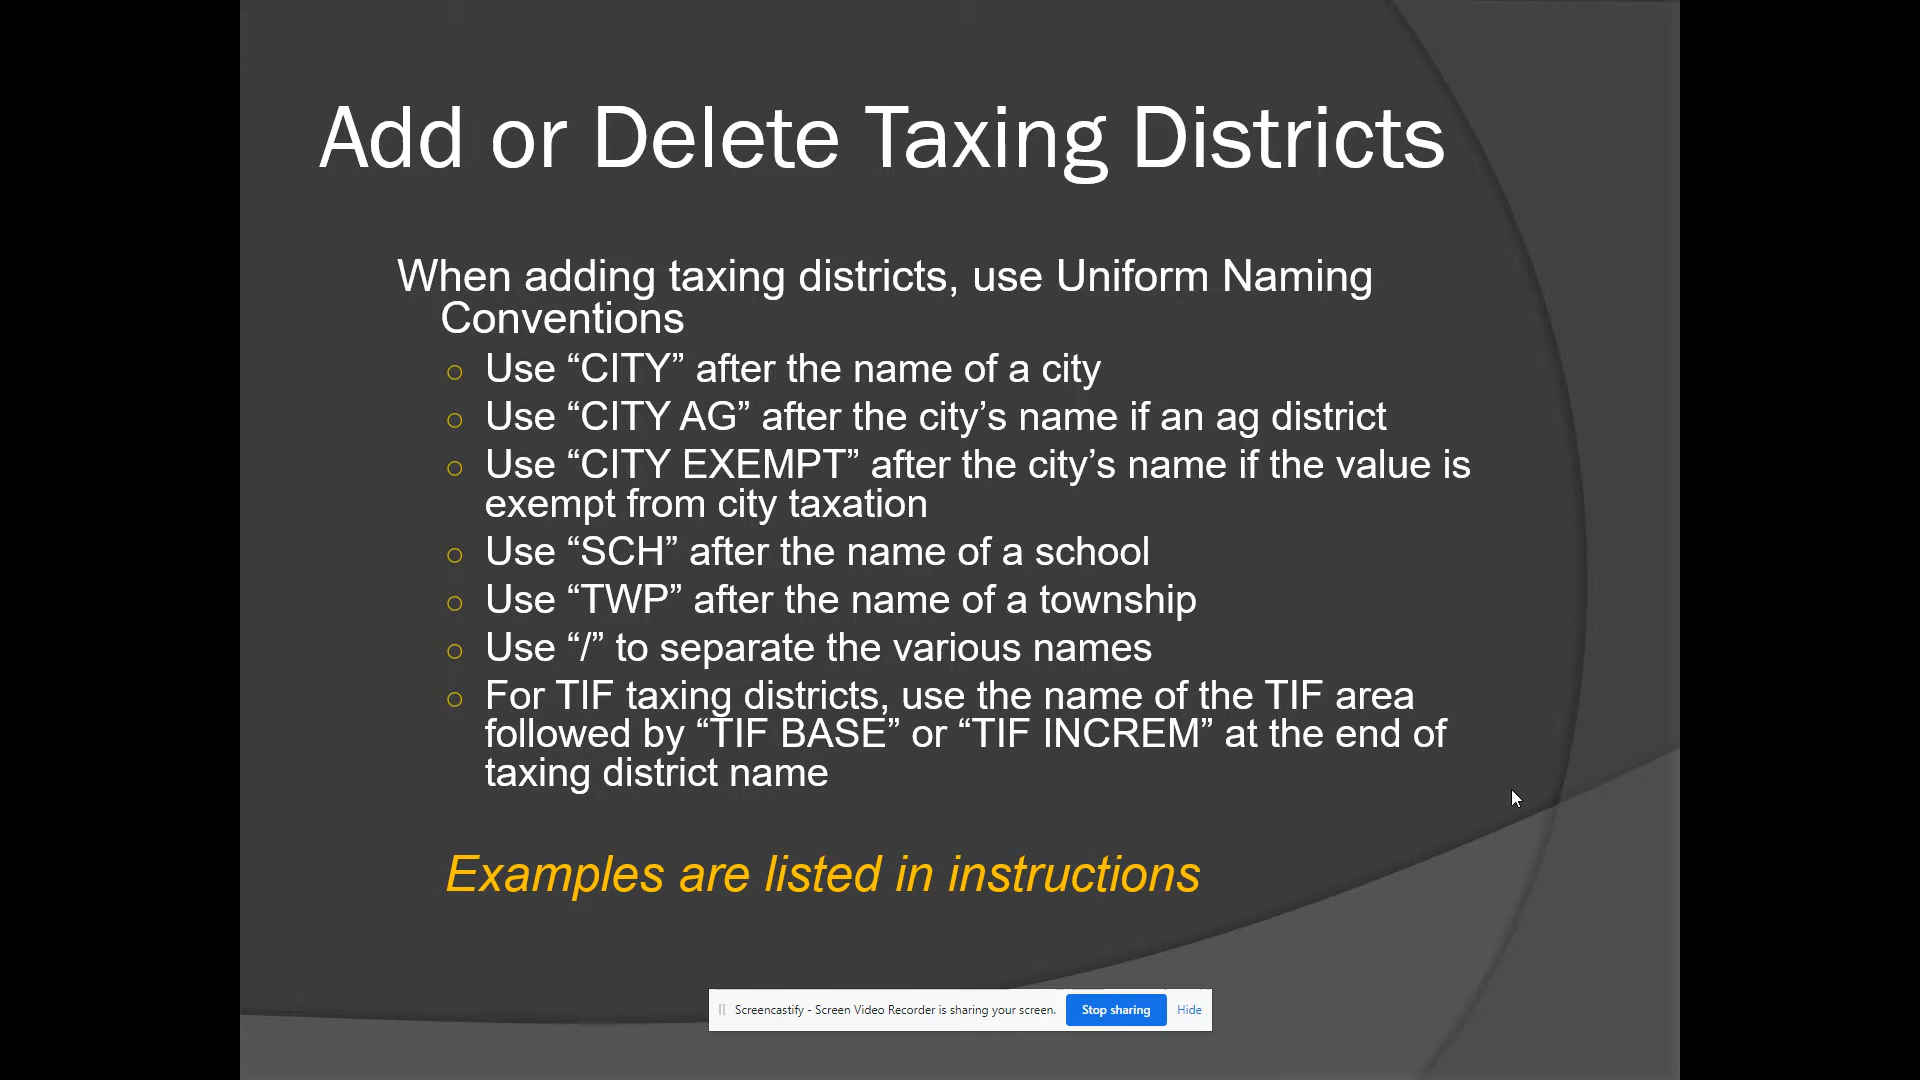 Add or Delete Taxing Districts
When adding taxing districts, use Uniform Naming
Conventions
○ Use “CITY” after the name of a city
○ Use “CITY AG” after the city’s name if an ag district
○ Use “CITY EXEMPT” after the city’s name if the value is
exempt from city taxation
○ Use “SCH” after the name of a school
○ Use “TWP” after the name of a township
○ Use “/” to separate the various names
○ For TIF taxing districts, use the name of the TIF area
followed by “TIF BASE” or “TIF INCREM” at the end of
taxing district name
Examples are listed in instructions
Screencastify - Screen Video Recorder is sharing your screen. Stop sharing Hide